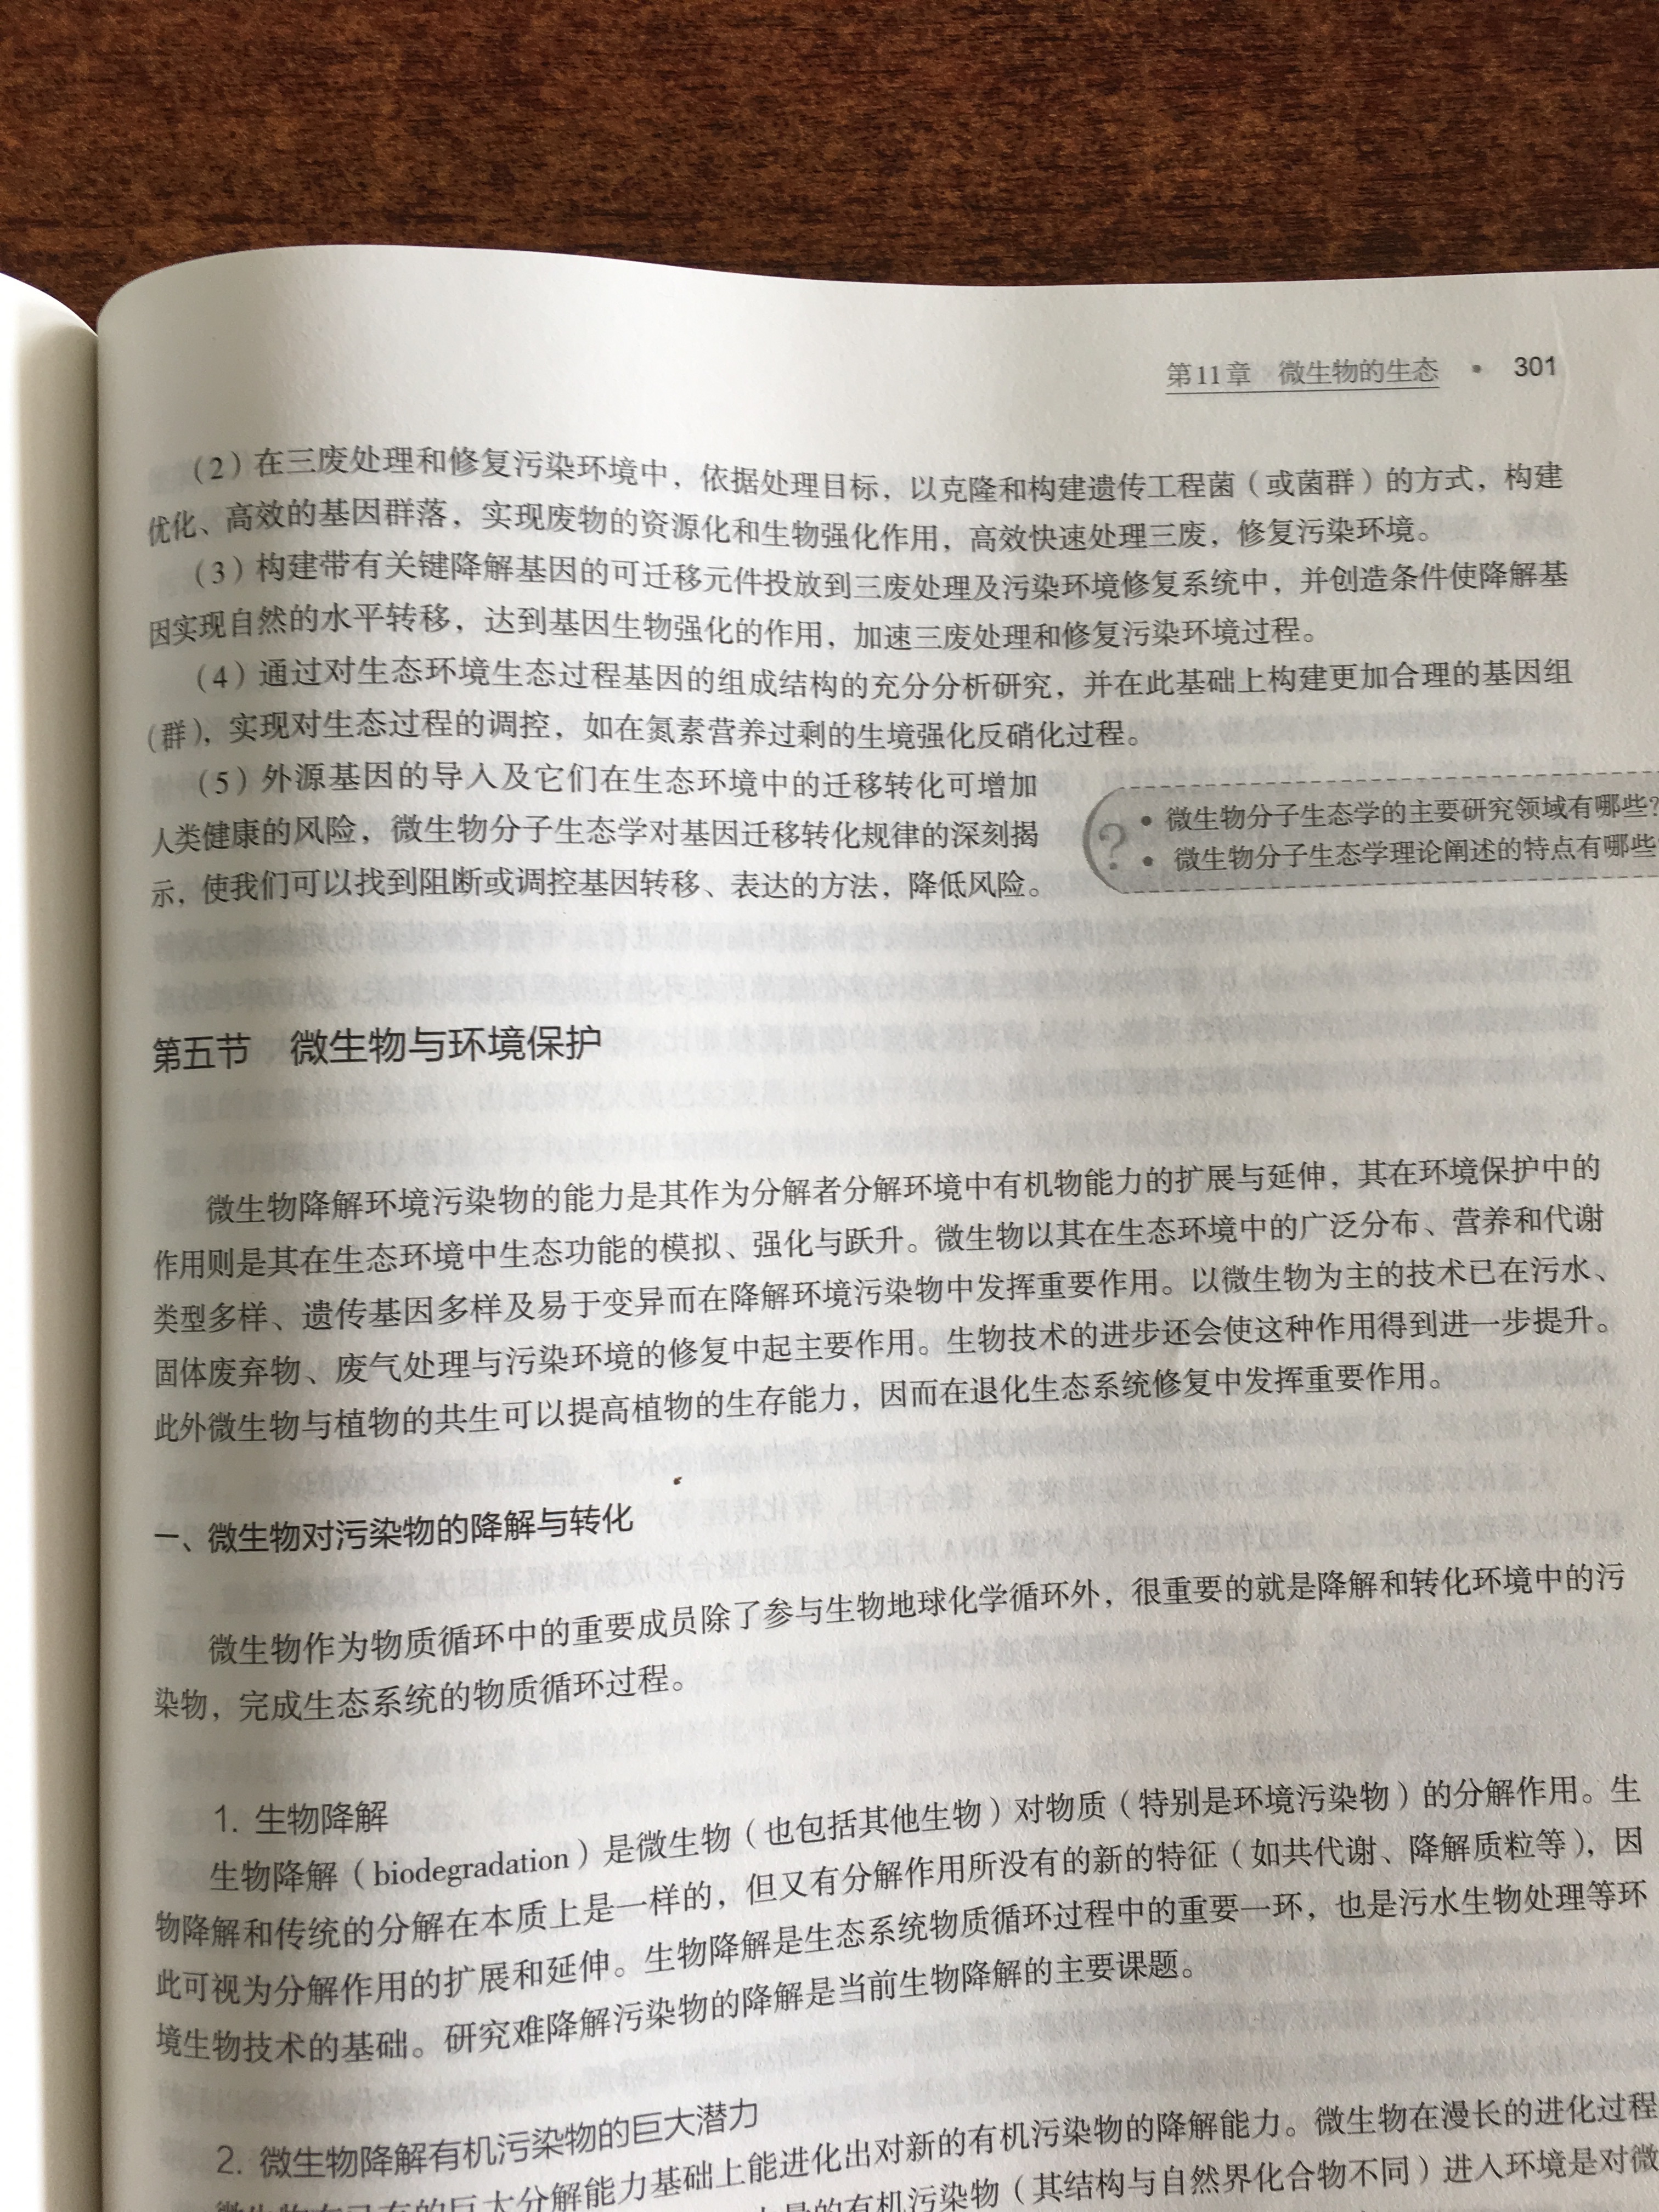 第11章 微生物的生态 • 301
（2）在三废处理和修复污染环境中，依据处理目标，以克隆和构建遗传工程菌（或菌群）的方式，构建
优化、高效的基因群落，实现废物的资源化和生物强化作用，高效快速处理三废，修复污染环境。
（3）构建带有关键降解基因的可迁移元件投放到三废处理及污染环境修复系统中，并创造条件使降解基
因实现自然的水平转移，达到基因生物强化的作用，加速三废处理和修复污染环境过程。
（4）通过对生态环境生态过程基因的组成结构的充分分析研究，并在此基础上构建更加合理的基因组
（群），实现对生态过程的调控，如在氮素营养过剩的生境强化反硝化过程。
（5）外源基因的导入及它们在生态环境中的迁移转化可增加
人类健康的风险，微生物分子生态学对基因迁移转化规律的深刻揭
示，使我们可以找到阻断或调控基因转移、表达的方法，降低风险。
?
• 微生物分子生态学的主要研究领域有哪些？
• 微生物分子生态学理论阐述的特点有哪些
第五节 微生物与环境保护
微生物降解环境污染物的能力是其作为分解者分解环境中有机物能力的扩展与延伸，其在环境保护中的
作用则是其在生态环境中生态功能的模拟、强化与跃升。微生物以其在生态环境中的广泛分布、营养和代谢
类型多样、遗传基因多样及易于变异而在降解环境污染物中发挥重要作用。以微生物为主的技术已在污水、
固体废弃物、废气处理与污染环境的修复中起主要作用。生物技术的进步还会使这种作用得到进一步提升。
此外微生物与植物的共生可以提高植物的生存能力，因而在退化生态系统修复中发挥重要作用。
一、微生物对污染物的降解与转化
微生物作为物质循环中的重要成员除了参与生物地球化学循环外，很重要的就是降解和转化环境中的污
染物，完成生态系统的物质循环过程。
1. 生物降解
生物降解（biodegradation）是微生物（也包括其他生物）对物质（特别是环境污染物）的分解作用。生
物降解和传统的分解在本质上是一样的，但又有分解作用所没有的新的特征（如共代谢、降解质粒等），因
此可视为分解作用的扩展和延伸。生物降解是生态系统物质循环过程中的重要一环，也是污水生物处理等环
境生物技术的基础。研究难降解污染物的降解是当前生物降解的主要课题。
2. 微生物降解有机污染物的巨大潜力
微生物在已有的巨大分解能力基础上能进化出对新的有机污染物的降解能力。微生物在漫长的进化过程
量的有机污染物（其结构与自然界化合物不同）进入环境是对微